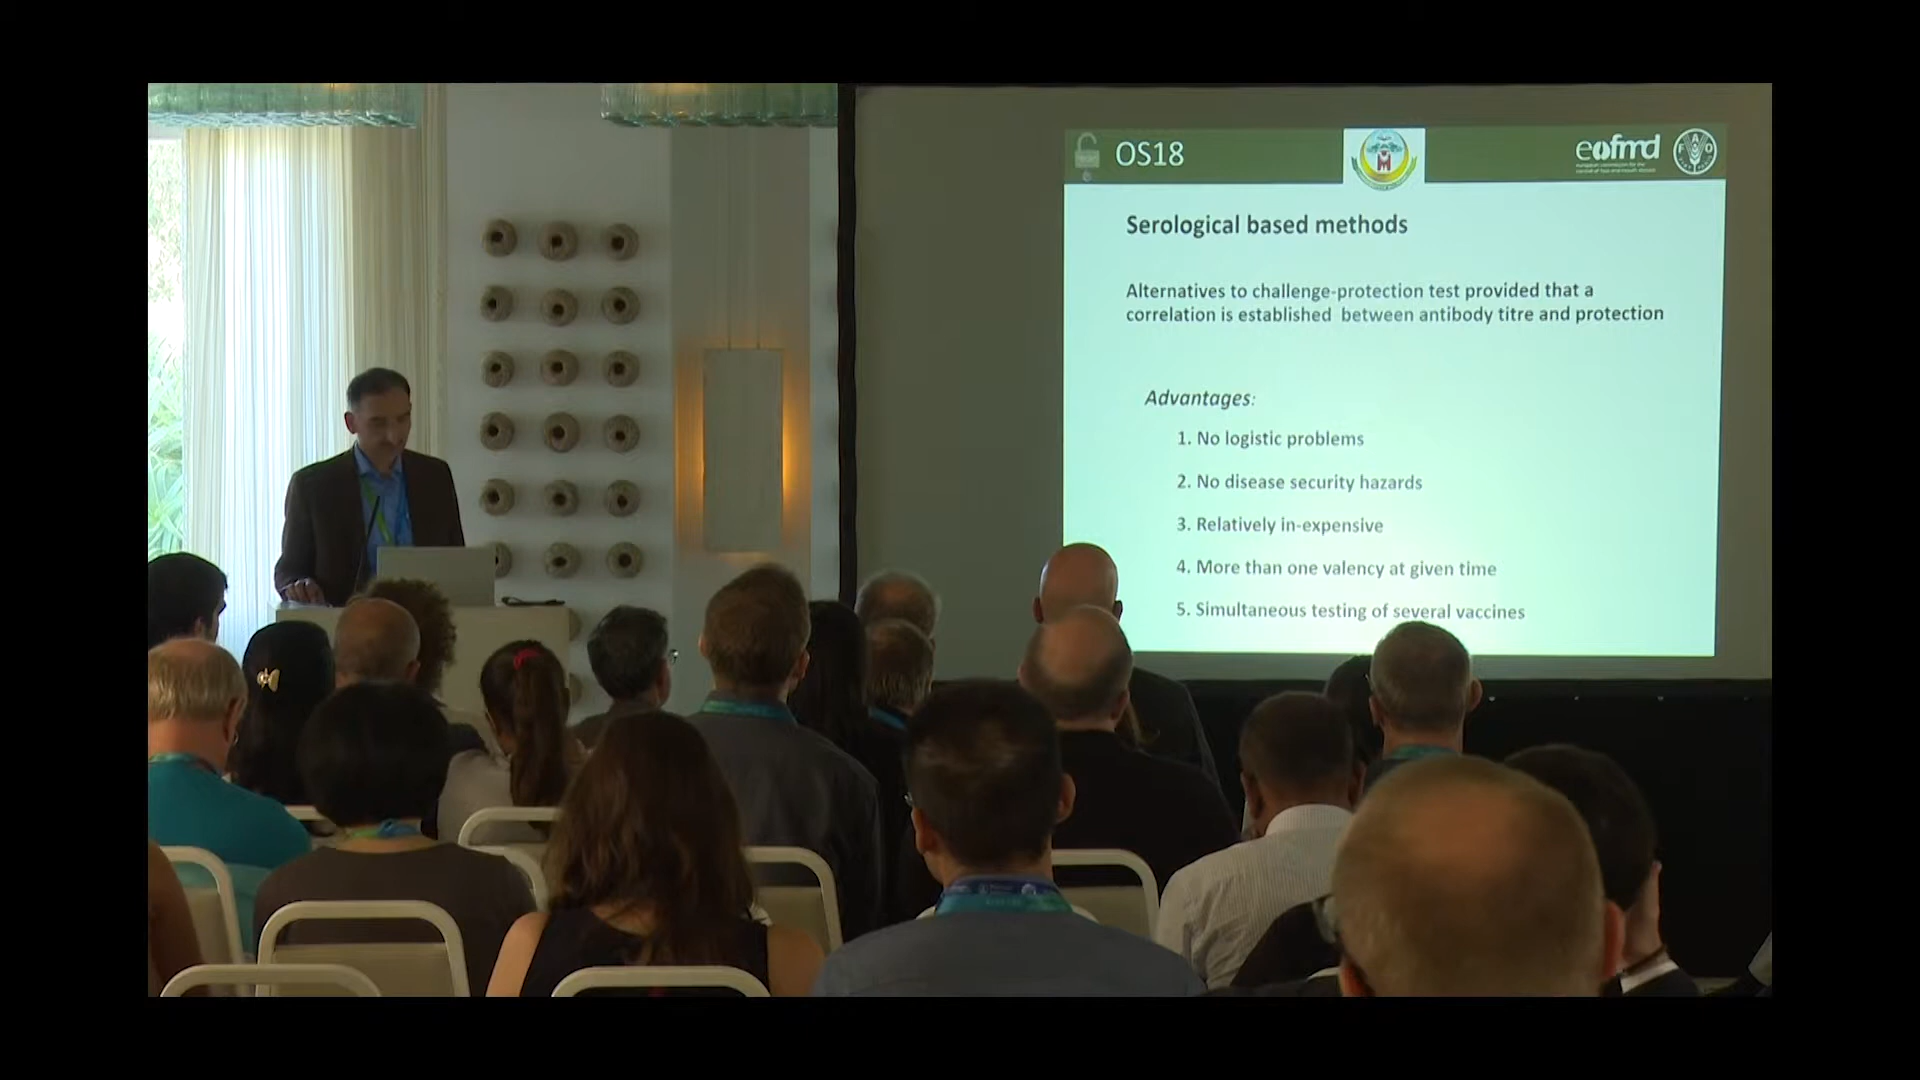 OS18
eofmd
FAO
Serological based methods
Alternatives to challenge-protection test provided that a
correlation is established between antibody titre and protection
Advantages:
1. No logistic problems
2. No disease security hazards
3. Relatively in-expensive
4. More than one valency at given time
5. Simultaneous testing of several vaccines